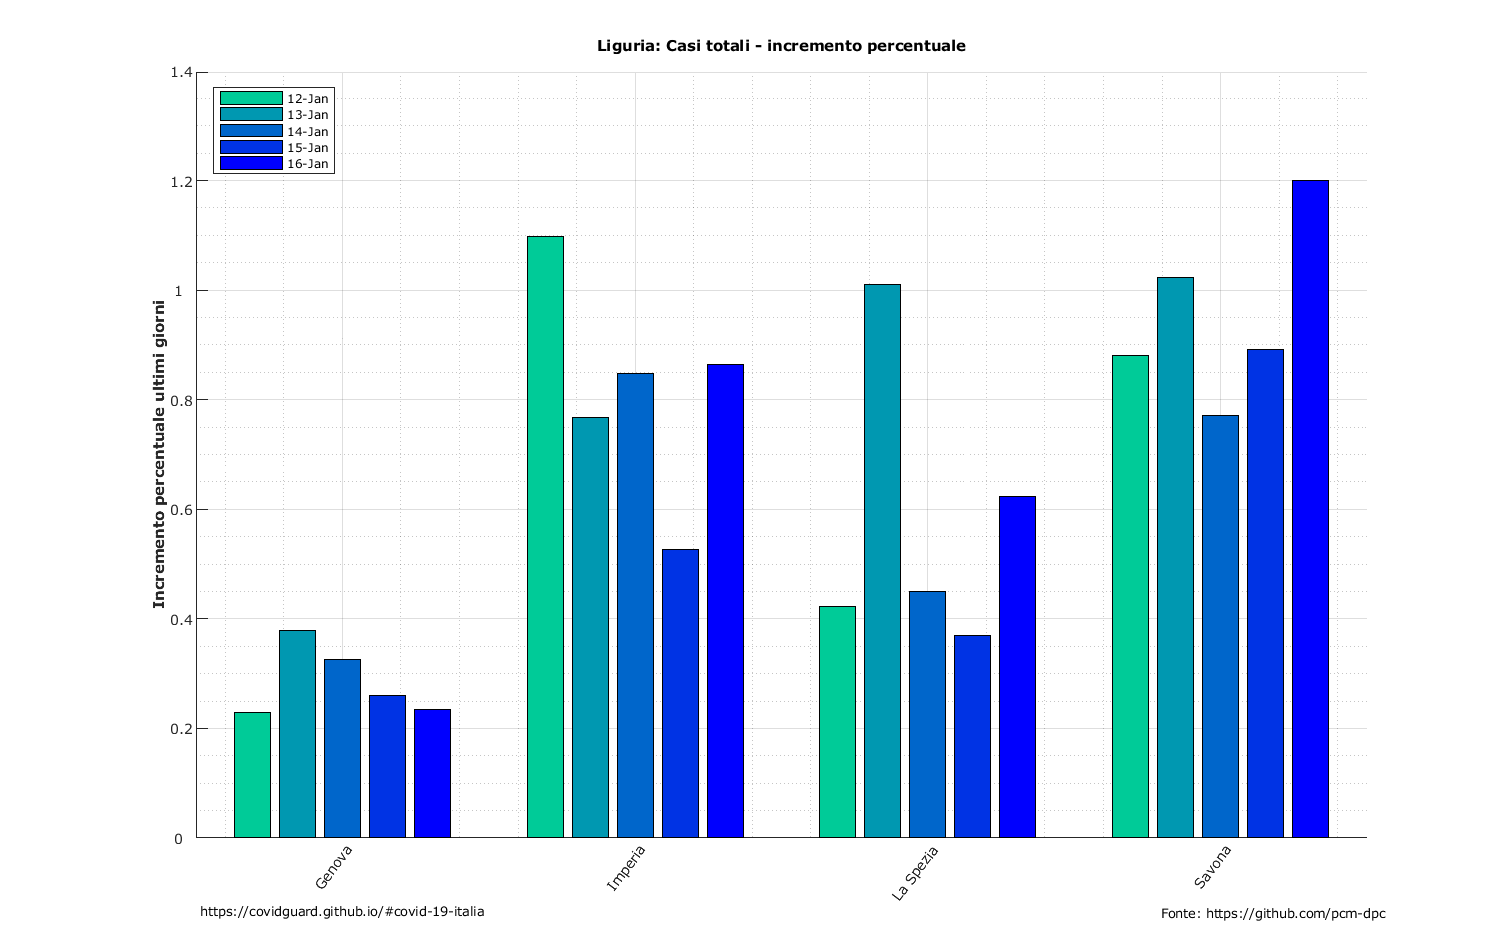 Liguria: Casi totali - incremento percentuale
1.4
1.2
1
0.8
0.6
0.4
0.2
0
Incremento percentuale ultimi giorni
12-Jan
13-Jan
14-Jan
15-Jan
16-Jan
Genova
Imperia
La Spezia
Savona
https://covidguard.github.io/#covid-19-italia
Fonte: https://github.com/pcm-dpc